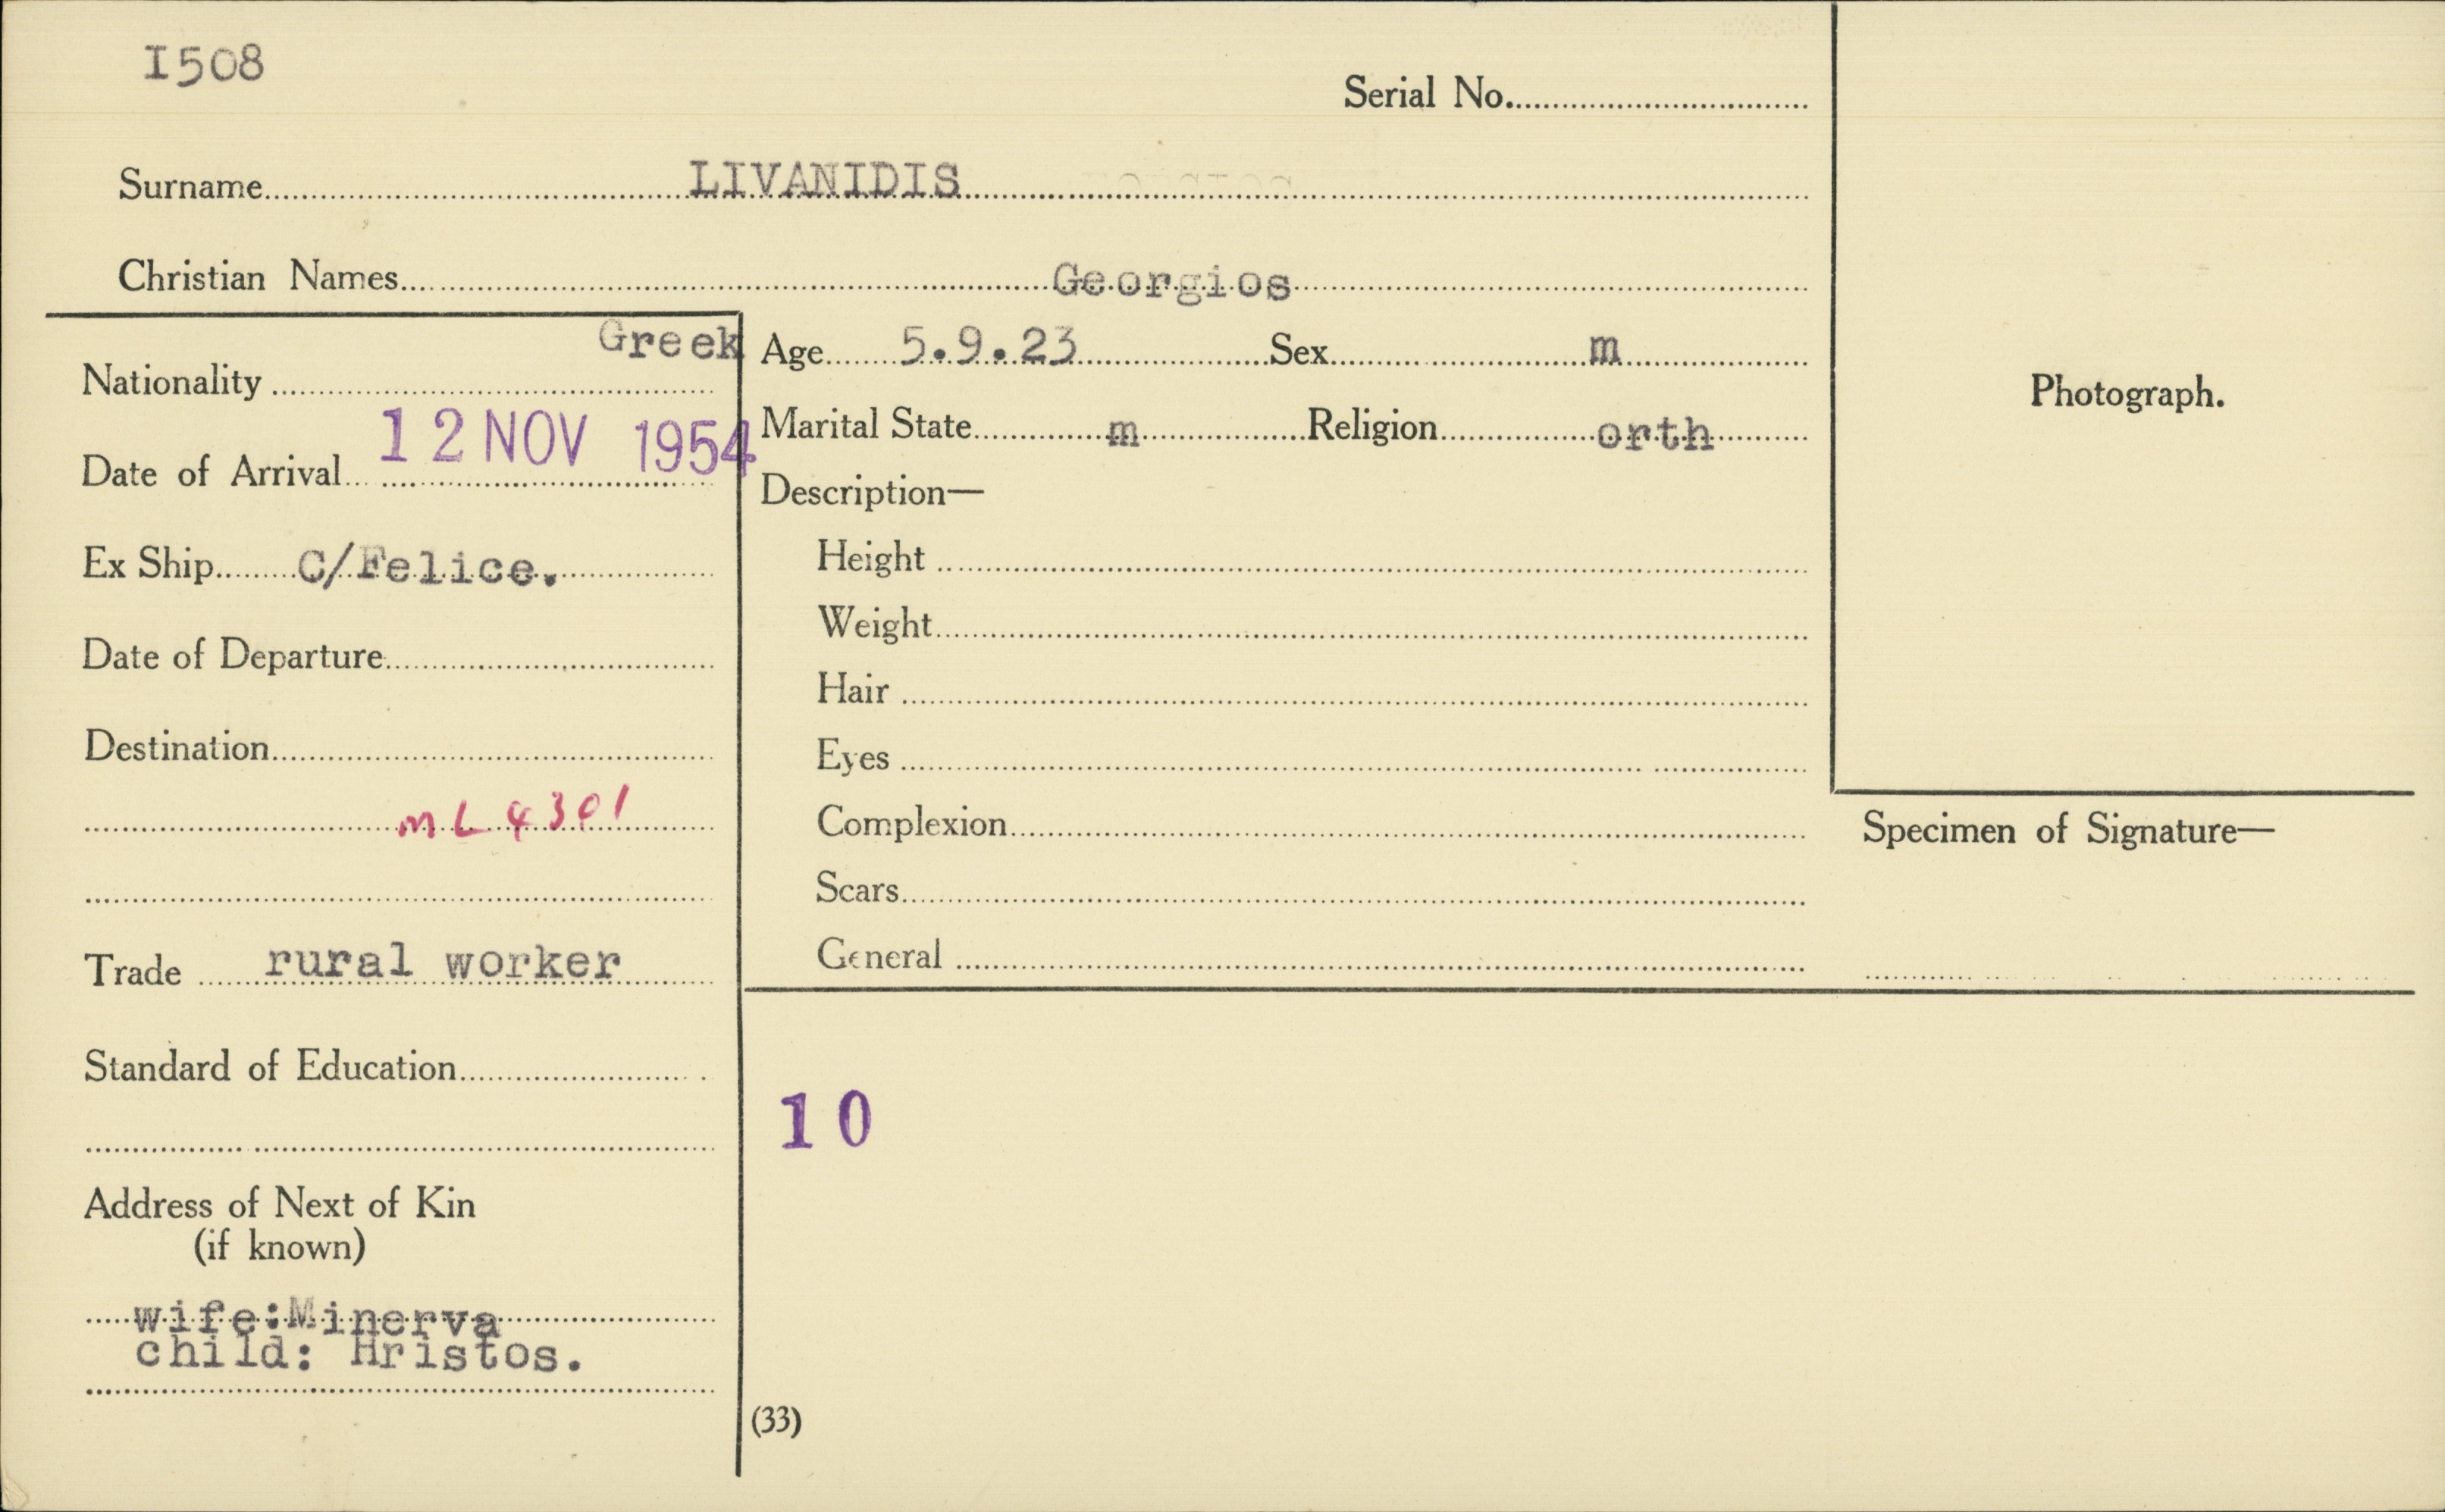 I508
Serial No.
Surname LIVANIDIS
Christian Names Georgios
Nationality Greek
Date of Arrival 12 NOV 1954
Ex Ship C/Felice.
Date of Departure
Destination
ML 4301
Trade rural worker
Standard of Education
Address of Next of Kin
(if known)
wife:Minerva
child: Hristos.
Age 5.9.23 Sex m
Marital State m Religion orth
Description—
Height
Weight
Hair
Eyes
Complexion
Scars
General
10
(33)
Photograph.
Specimen of Signature—